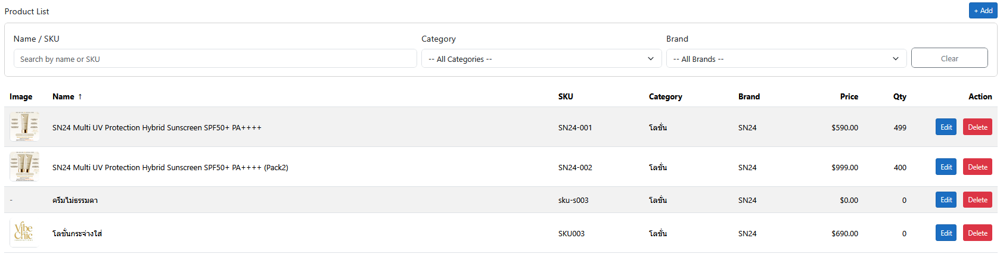 Product List
+ Add
Name / SKU
Category
Brand
Search by name or SKU
-- All Categories --
-- All Brands --
Clear
Image Name ↑ SKU Category Brand Price Qty Action
SN24 Multi UV Protection Hybrid Sunscreen SPF50+ PA++++ SN24-001 โลขั่น SN24 $590.00 499 Edit Delete
SN24 Multi UV Protection Hybrid Sunscreen SPF50+ PA++++ (Pack2) SN24-002 โลขั่น SN24 $999.00 400 Edit Delete
- ครีมไม่ธรรมดา sku-s003 โลขั่น SN24 $0.00 0 Edit Delete
Vibe Chic โลชั่นกระจ่างใส่ SKU003 โลขั่น SN24 $690.00 0 Edit Delete